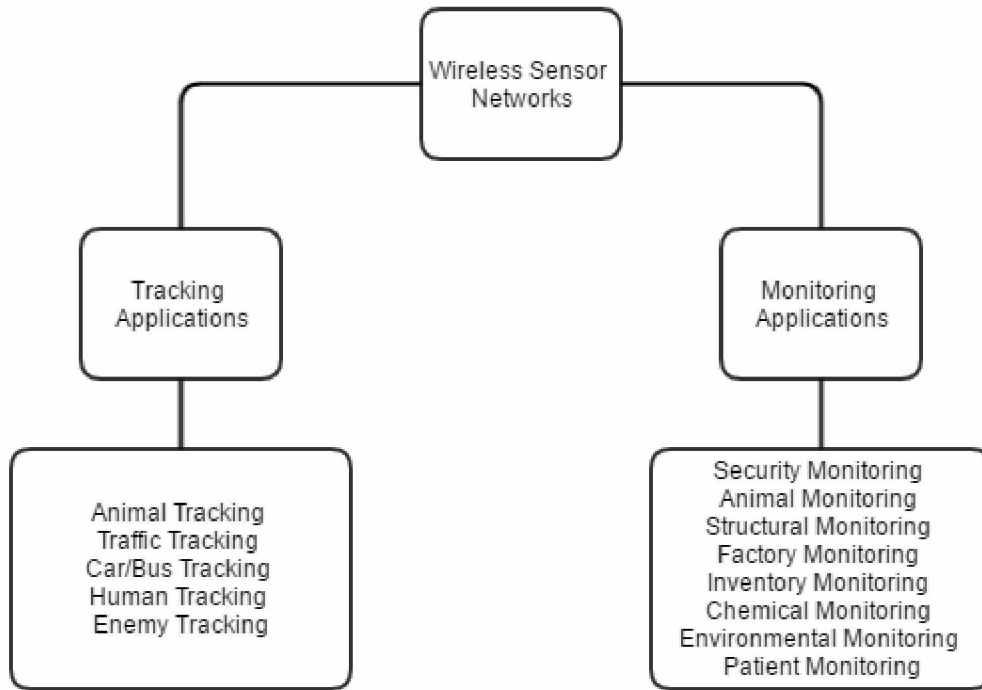 Wireless Sensor
Networks
Tracking
Applications
Monitoring
Applications
Animal Tracking
Traffic Tracking
Car/Bus Tracking
Human Tracking
Enemy Tracking
Security Monitoring
Animal Monitoring
Structural Monitoring
Factory Monitoring
Inventory Monitoring
Chemical Monitoring
Environmental Monitoring
Patient Monitoring